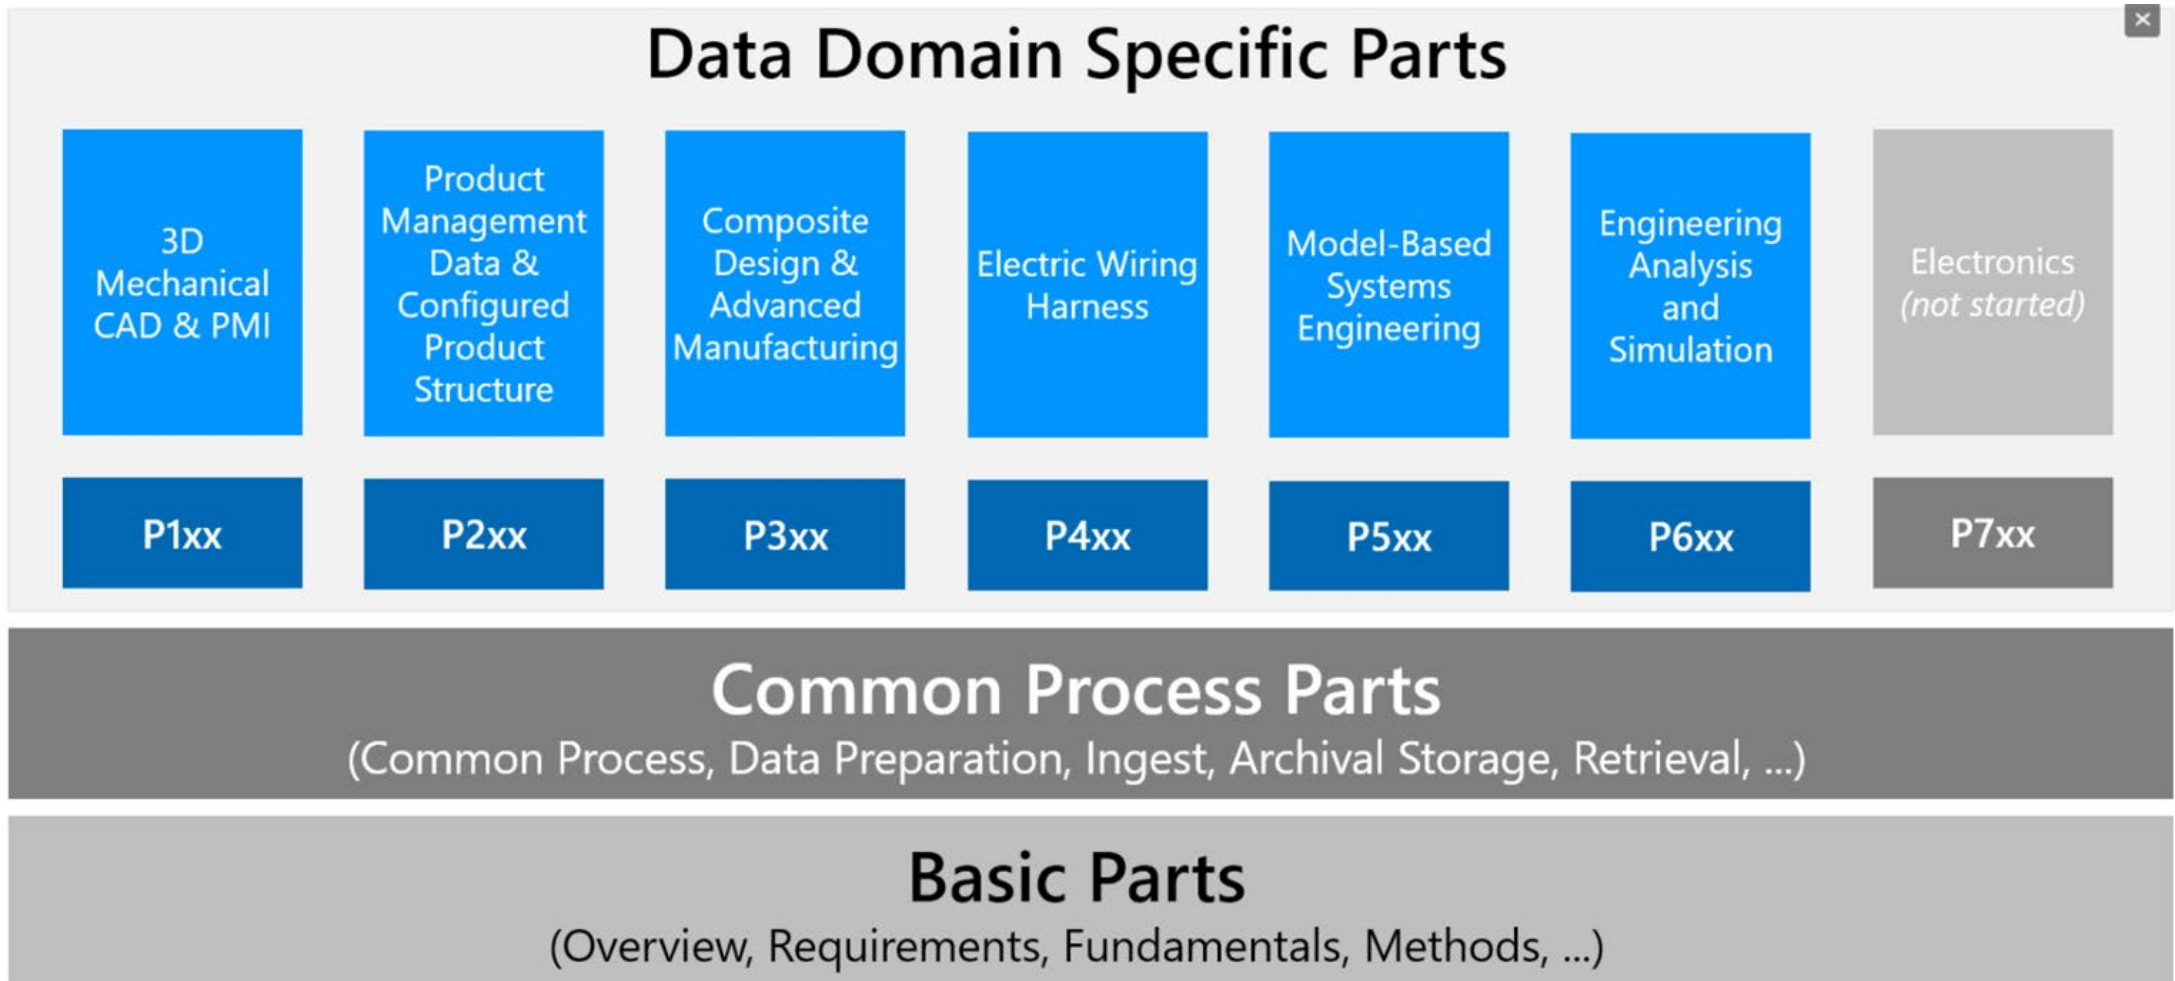 Data Domain Specific Parts
3D
Mechanical
CAD & PMI
Product
Management
Data &
Configured
Product
Structure
Composite
Design &
Advanced
Manufacturing
Electric Wiring
Harness
Model-Based
Systems
Engineering
Engineering
Analysis
and
Simulation
Electronics
(not started)
P1xx
P2xx
P3xx
P4xx
P5xx
P6xx
P7xx
Common Process Parts
(Common Process, Data Preparation, Ingest, Archival Storage, Retrieval, ...)
Basic Parts
(Overview, Requirements, Fundamentals, Methods, ...)